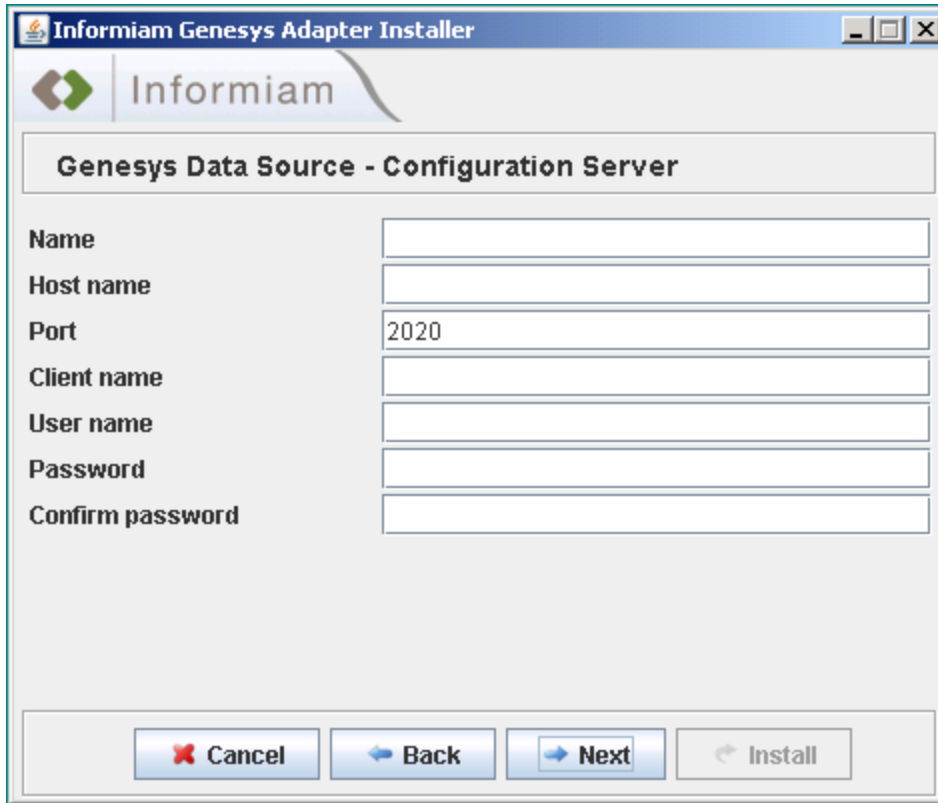 Informiam Genesys Adapter Installer
Informiam
Genesys Data Source - Configuration Server
Name
Host name
Port 2020
Client name
User name
Password
Confirm password
Cancel Back Next Install